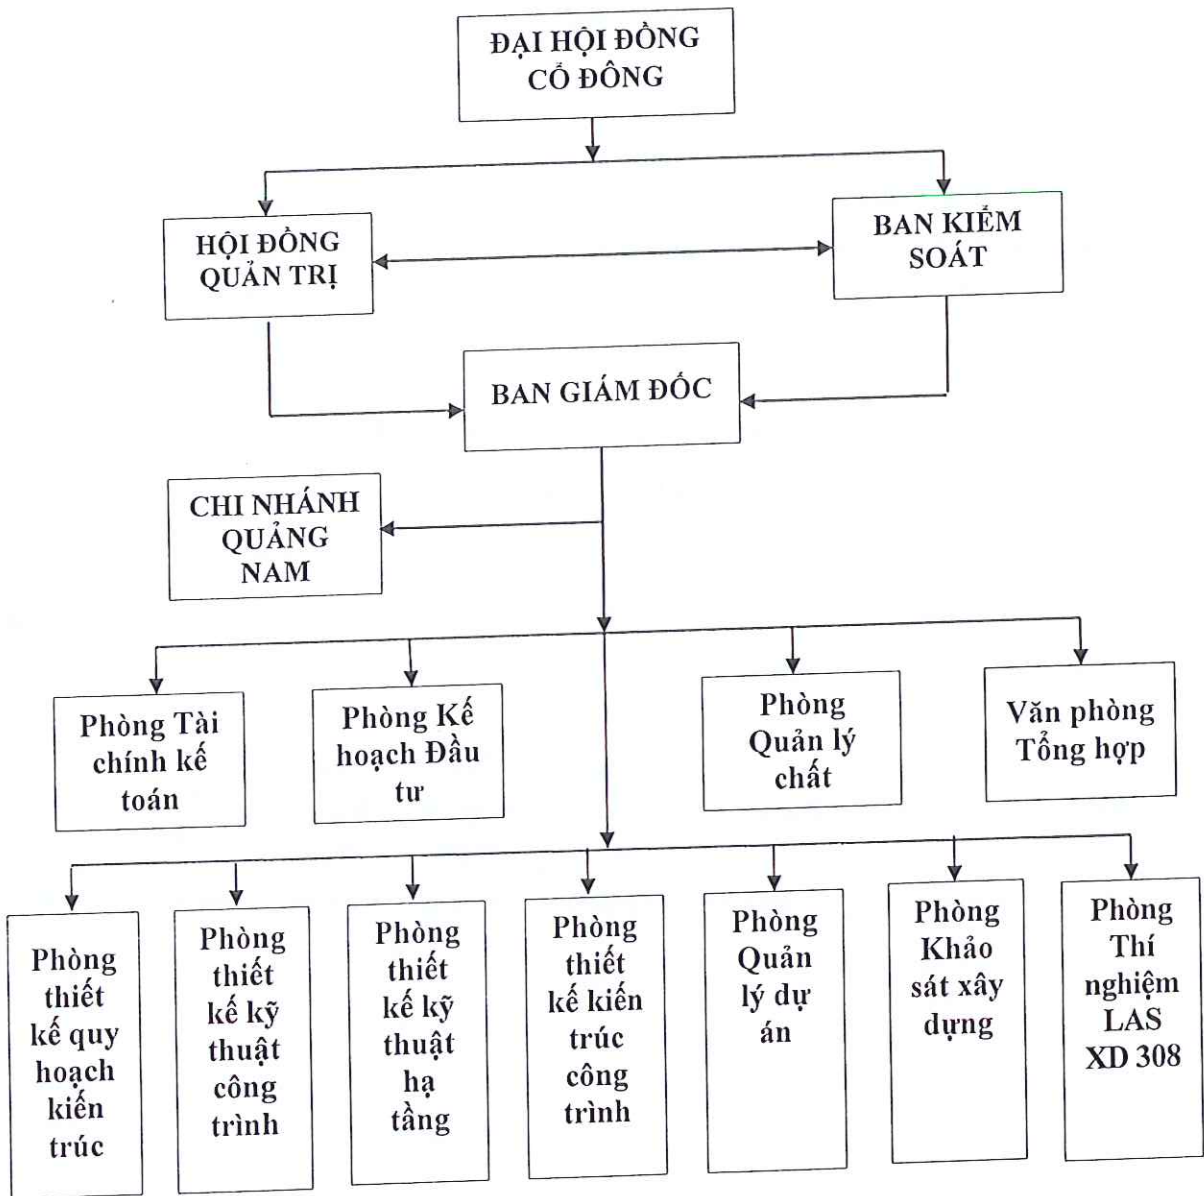 ĐẠI HỘI ĐỒNG
CỔ ĐÔNG
HỘI ĐỒNG
QUẢN TRỊ
BAN KIỂM
SOÁT
BAN GIÁM ĐỐC
CHI NHÁNH
QUẢNG
NAM
Phòng Tài
chính kế
toán
Phòng Kế
hoạch Đầu
tư
Phòng
Quản lý
chất
Văn phòng
Tổng hợp
Phòng
thiết
kế quy
hoạch
kiến
trúc
Phòng
thiết
kế kỹ
thuật
công
trình
Phòng
thiết
kế kỹ
thuật
hạ
tầng
Phòng
thiết
kế kiến
trúc
công
trình
Phòng
Quản
lý dự
án
Phòng
Khảo
sát xây
dựng
Phòng
Thí
nghiệm
LAS
XD 308